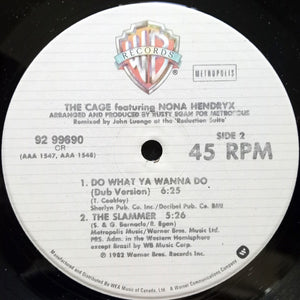 WB
RECORDS
METROPOLIS
THE CAGE featuring NONA HENDRYX
ARRANGED AND PRODUCED BY RUSTY EGAN FOR METROPOLIS
Remixed by John Luongo at the 'Reduction Suite'
92 99690
OR
(AAA 1547, AAA 1548)
SIDE 2
45 RPM
1. DO WHAT YA WANNA DO
(Dub Version) 6:25
(T. Coakley)
Sherlyn Pub. Co. Inc./Decibel Pub. Co. BMI
2. THE SLAMMER 5:26
(S. & G. Barnacle/R. Egan)
Metropolis/Warner Bros. Music Ltd.
PRS. Adm. in the Western Hemisphere
except Brasil by WB Music Corp.
℗ 1982 Warner Bros. Records Inc.
Manufactured and Distributed by WEA Music of Canada, Ltd. A Warner Communications Company